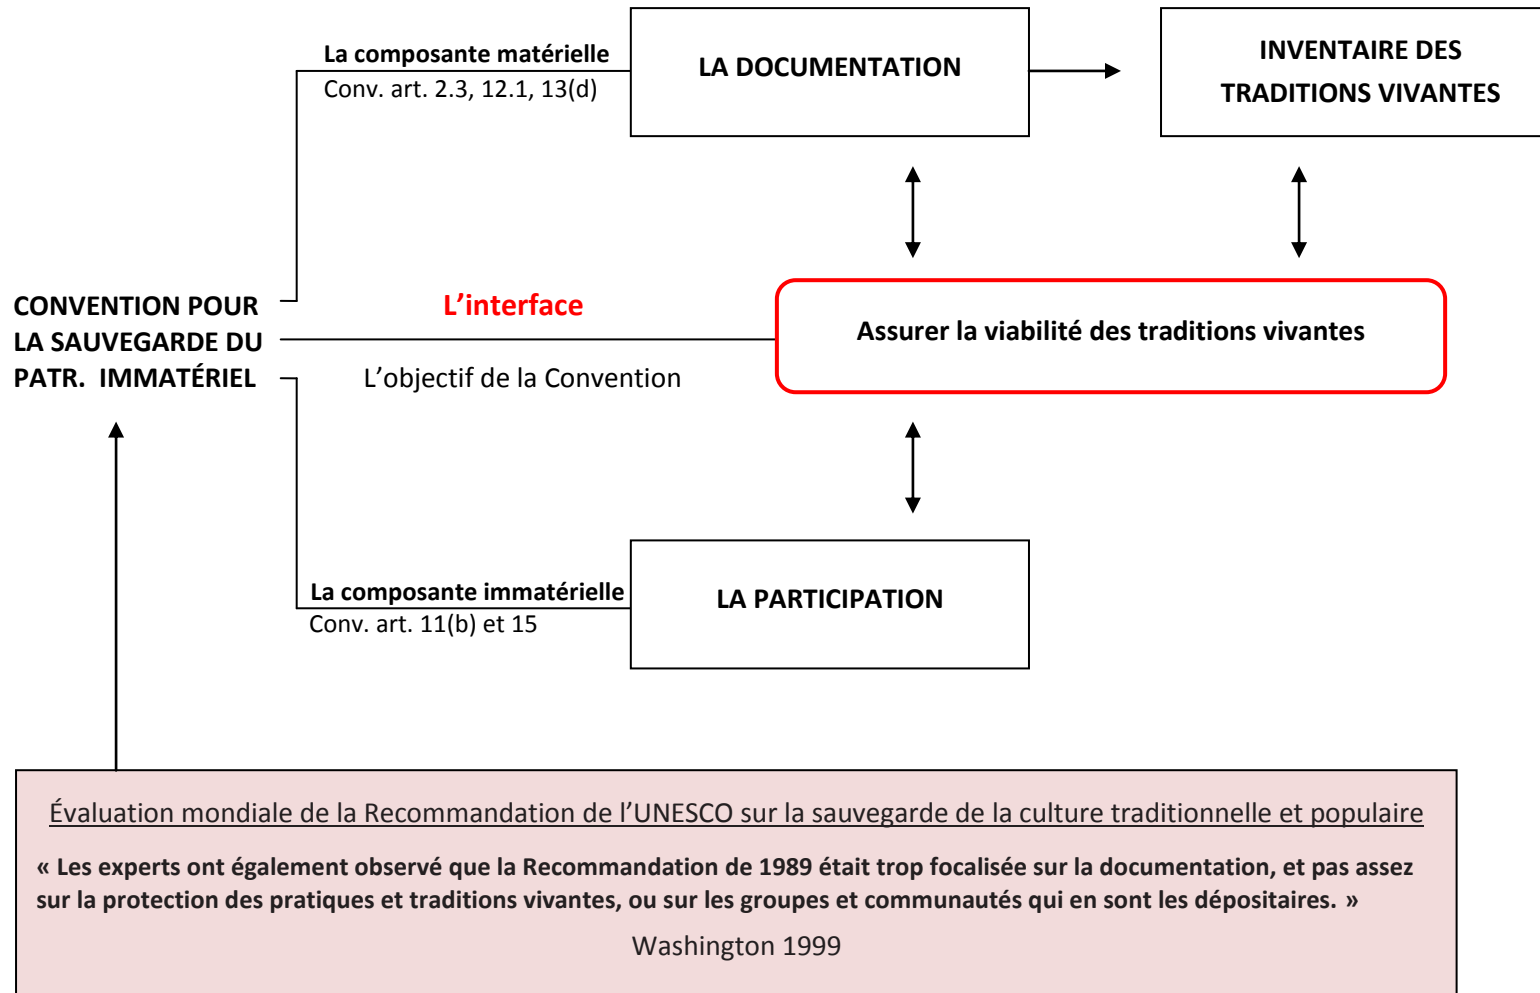 La composante matérielle
Conv. art. 2.3, 12.1, 13(d)
LA DOCUMENTATION
INVENTAIRE DES
TRADITIONS VIVANTES
CONVENTION POUR
LA SAUVEGARDE DU
PATR. IMMATÉRIEL
L’interface
L’objectif de la Convention
Assurer la viabilité des traditions vivantes
La composante immatérielle
Conv. art. 11(b) et 15
LA PARTICIPATION
Évaluation mondiale de la Recommandation de l’UNESCO sur la sauvegarde de la culture traditionnelle et populaire
« Les experts ont également observé que la Recommandation de 1989 était trop focalisée sur la documentation, et pas assez
sur la protection des pratiques et traditions vivantes, ou sur les groupes et communautés qui en sont les dépositaires. »
Washington 1999